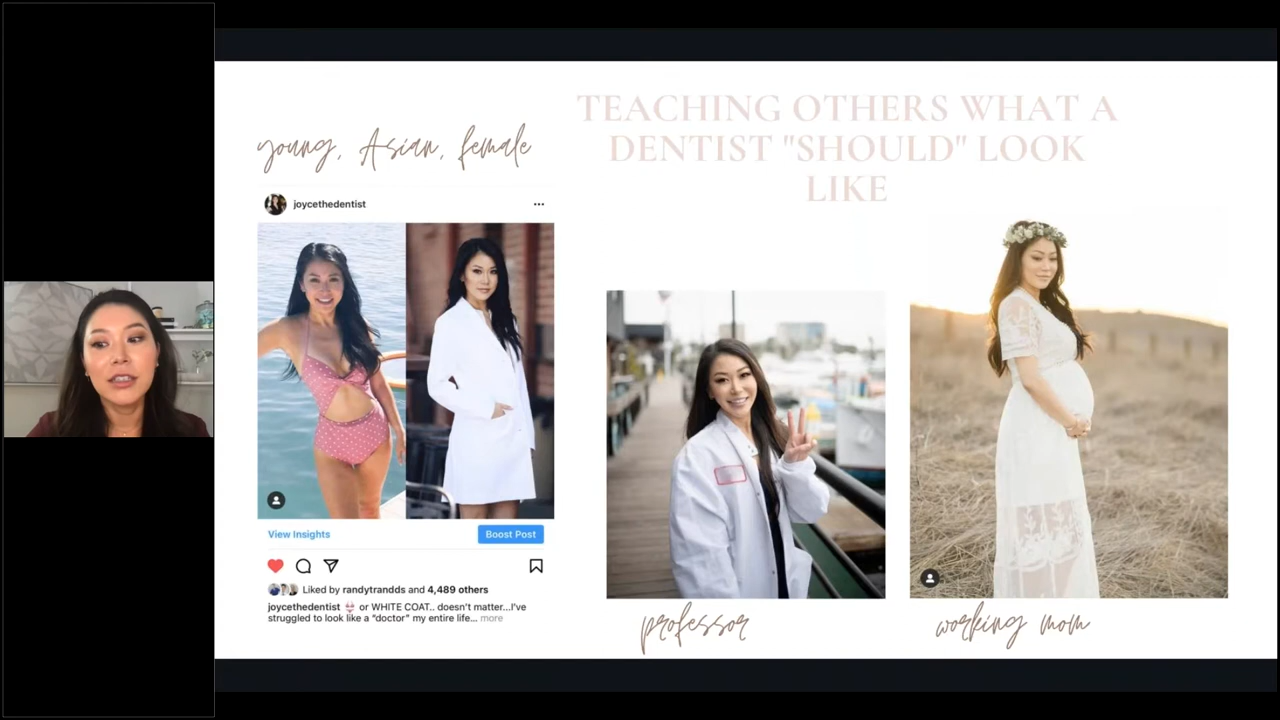 TEACHING OTHERS WHAT A
DENTIST "SHOULD" LOOK
LIKE
young, Asian, female
joycethedentist
View Insights
Boost Post
Liked by randytrandds and 4,489 others
joycethedentist 👙 or WHITE COAT.. doesn't matter...I've
struggled to look like a "doctor" my entire life... more
professor
working mom